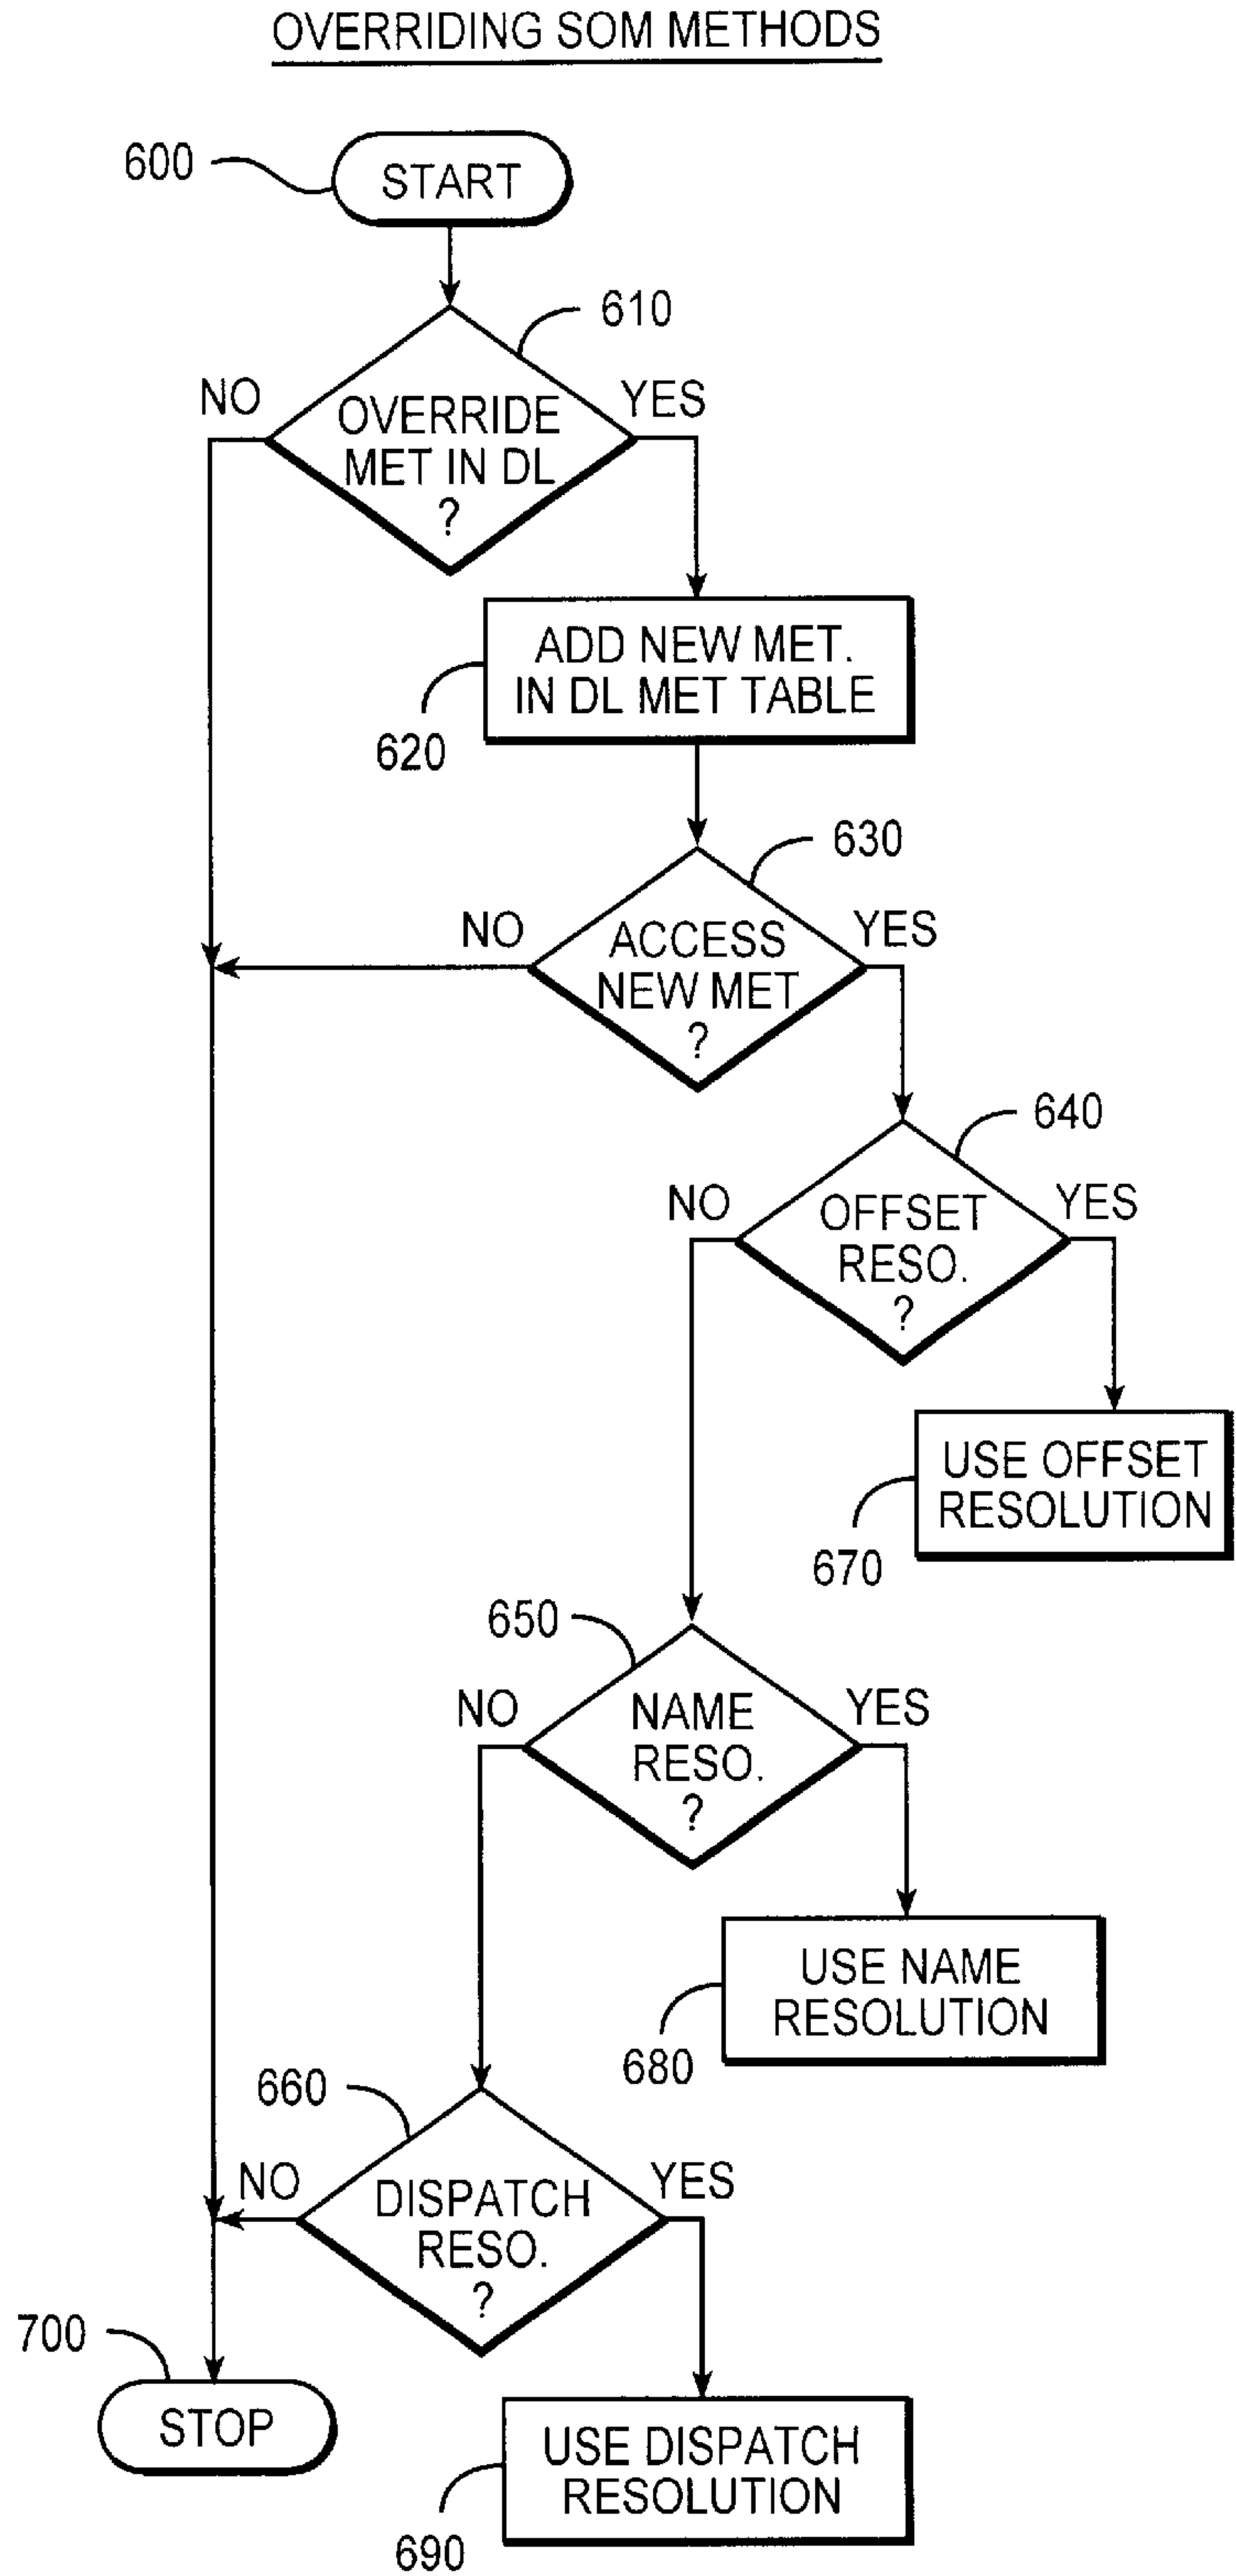 OVERRIDING SOM METHODS
600
START
610
NO
YES
OVERRIDE
MET IN DL
?
ADD NEW MET.
IN DL MET TABLE
620
630
NO
YES
ACCESS
NEW MET
?
640
NO
YES
OFFSET
RESO.
?
USE OFFSET
RESOLUTION
670
650
NO
YES
NAME
RESO.
?
USE NAME
RESOLUTION
680
660
NO
YES
DISPATCH
RESO.
?
700
STOP
USE DISPATCH
RESOLUTION
690